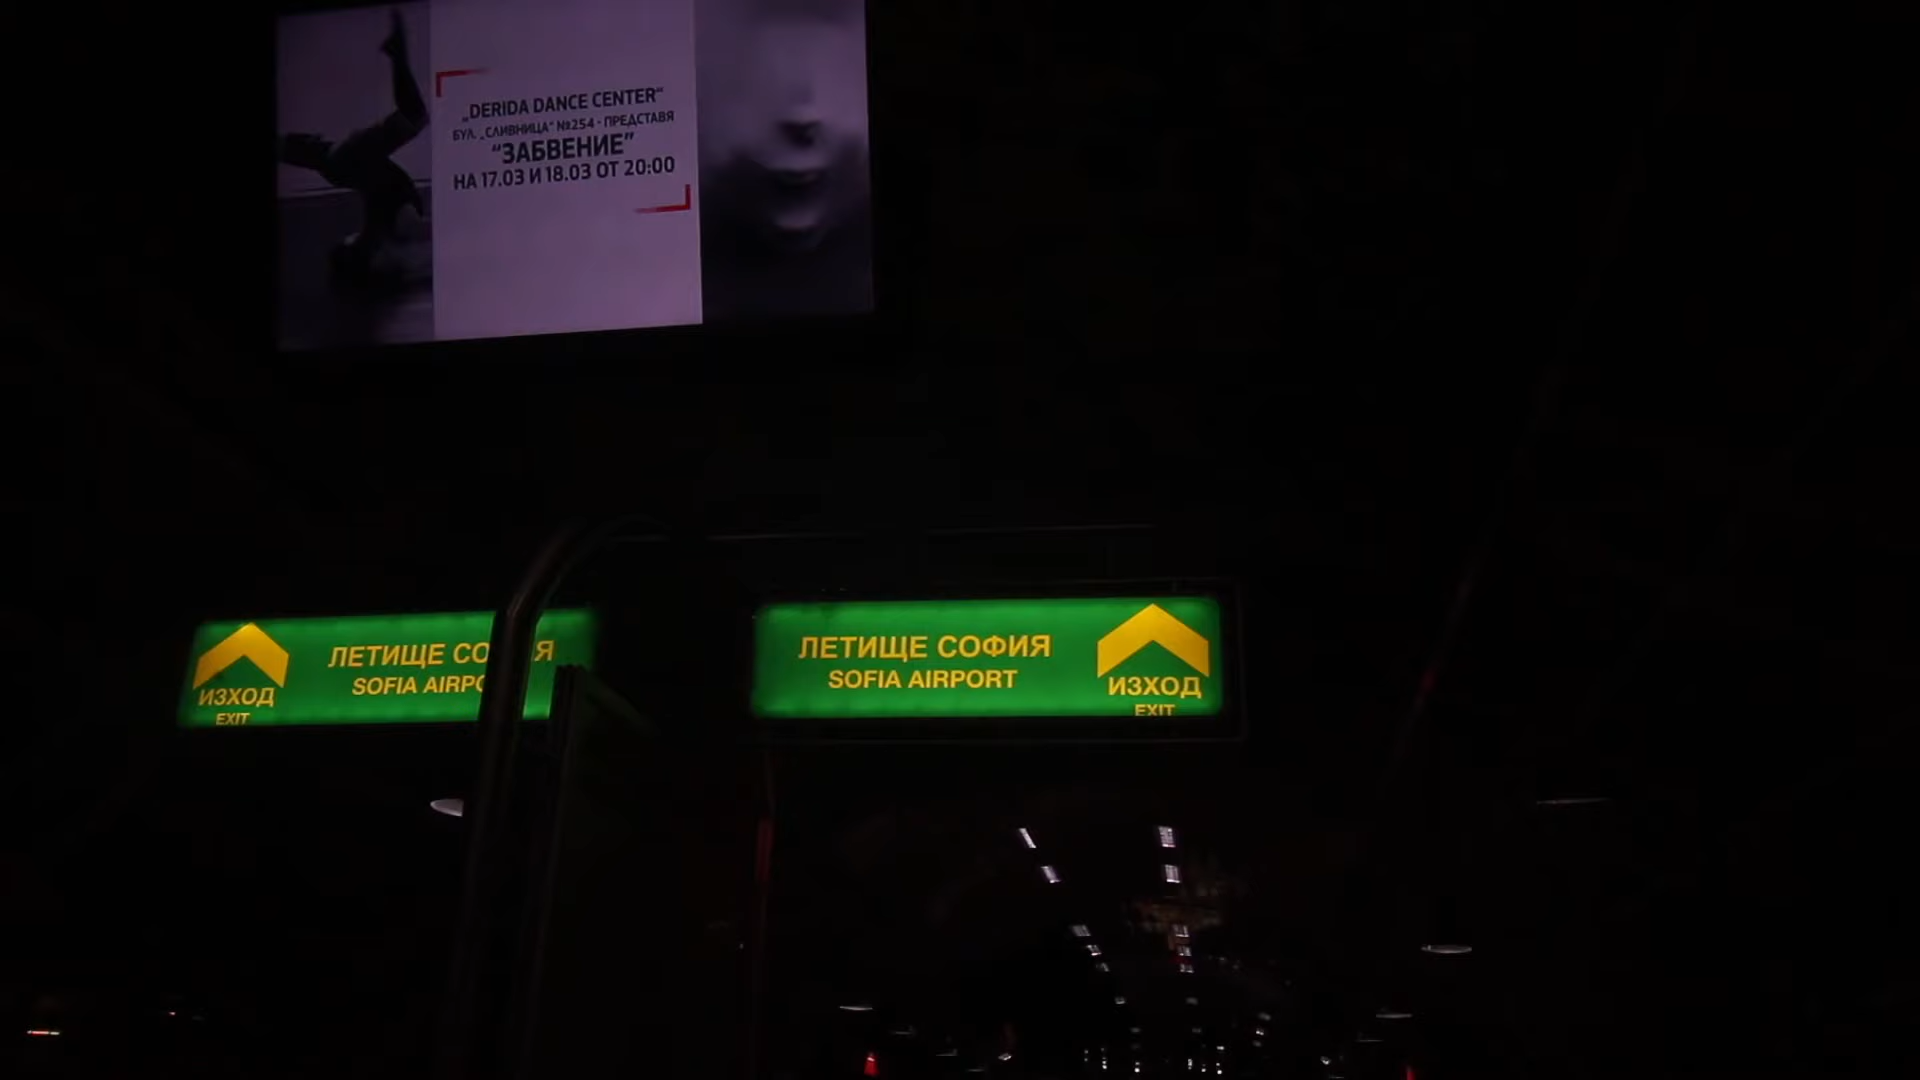 „DERIDA DANCE CENTER“
БУЛ. „СЛИВНИЦА“ №254 - ПРЕДСТАВЯ
“ЗАБВЕНИЕ”
НА 17.03 И 18.03 ОТ 20:00
ЛЕТИЩЕ СО Я
SOFIA AIRPO
ИЗХОД
EXIT
ЛЕТИЩЕ СОФИЯ
SOFIA AIRPORT
ИЗХОД
EXIT